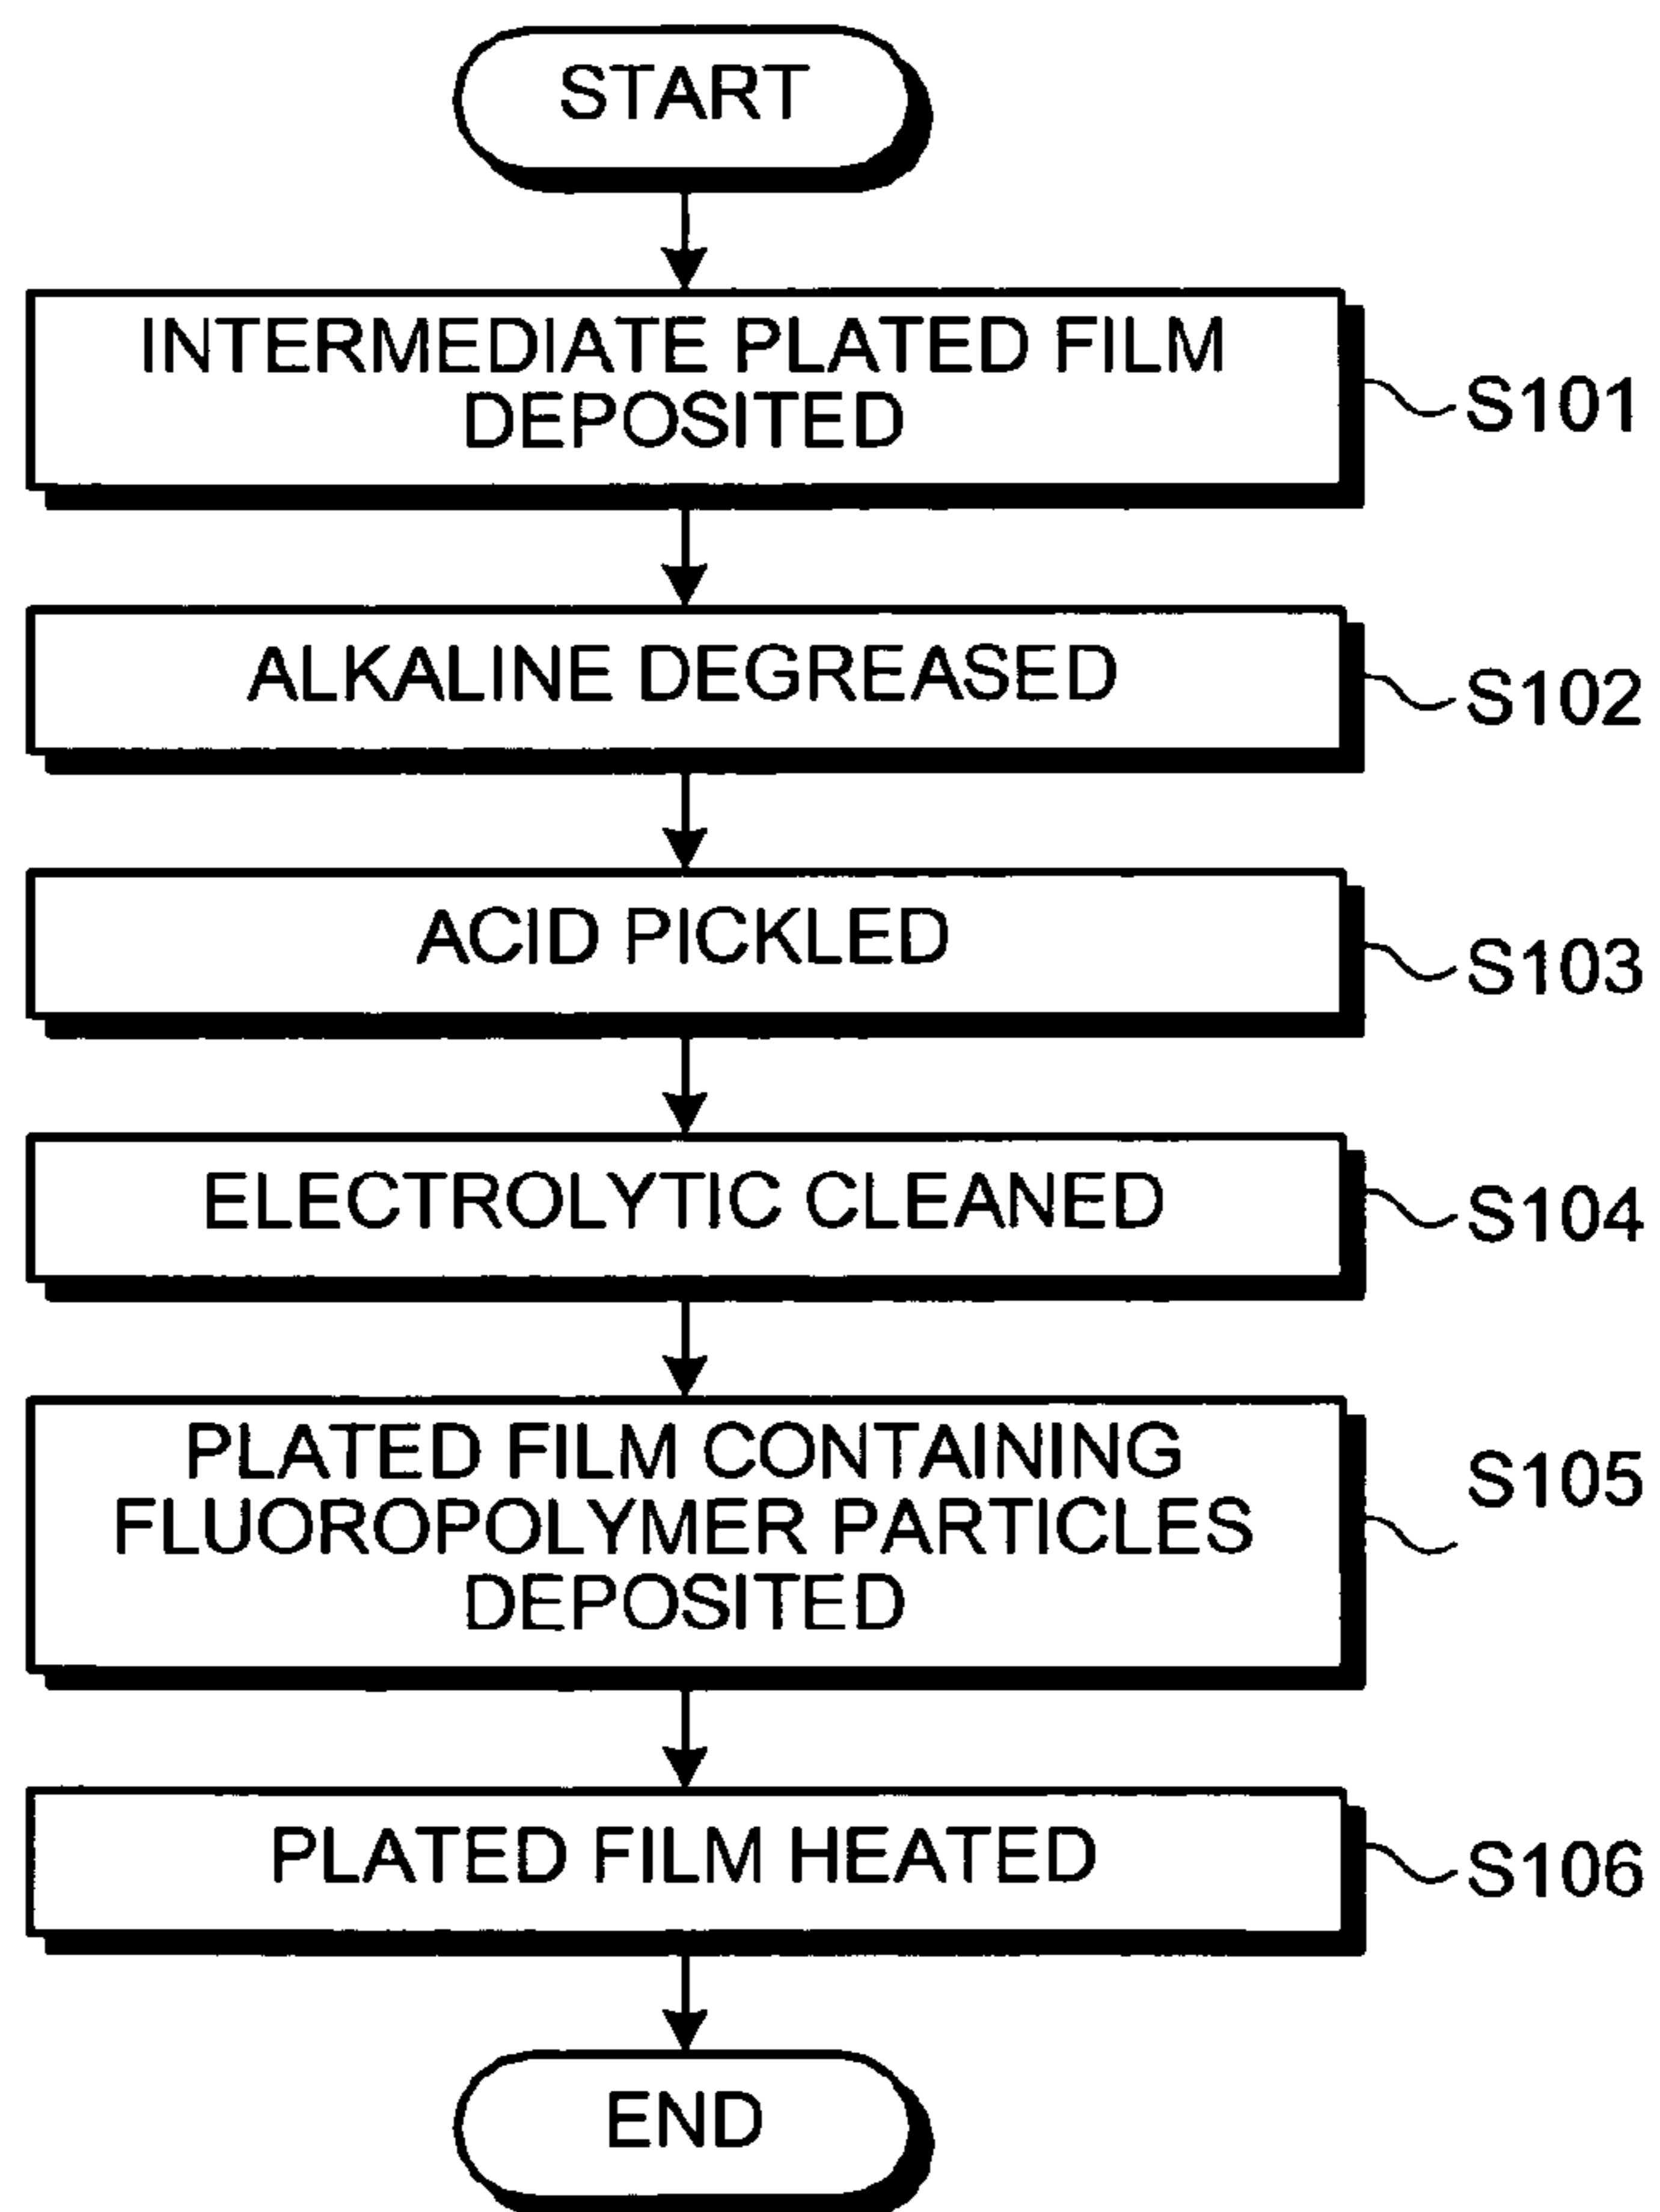 START
INTERMEDIATE PLATED FILM
DEPOSITED
S101
ALKALINE DEGREASED
S102
ACID PICKLED
S103
ELECTROLYTIC CLEANED
S104
PLATED FILM CONTAINING
FLUOROPOLYMER PARTICLES
DEPOSITED
S105
PLATED FILM HEATED
S106
END